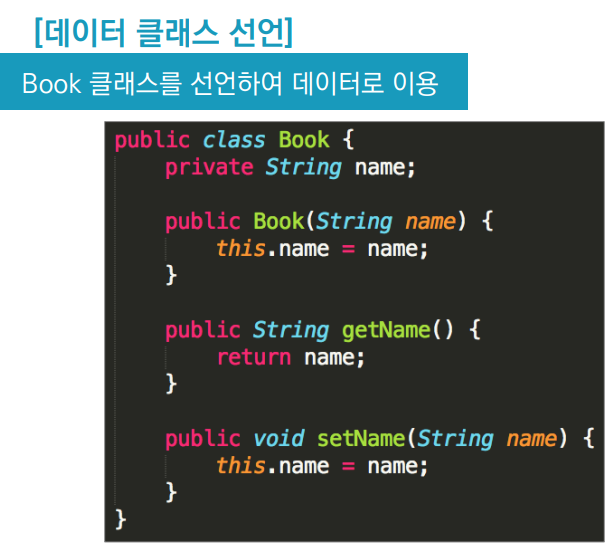 [데이터 클래스 선언]
Book 클래스를 선언하여 데이터로 이용
public class Book {
    private String name;

    public Book(String name) {
        this.name = name;
    }

    public String getName() {
        return name;
    }

    public void setName(String name) {
        this.name = name;
    }
}